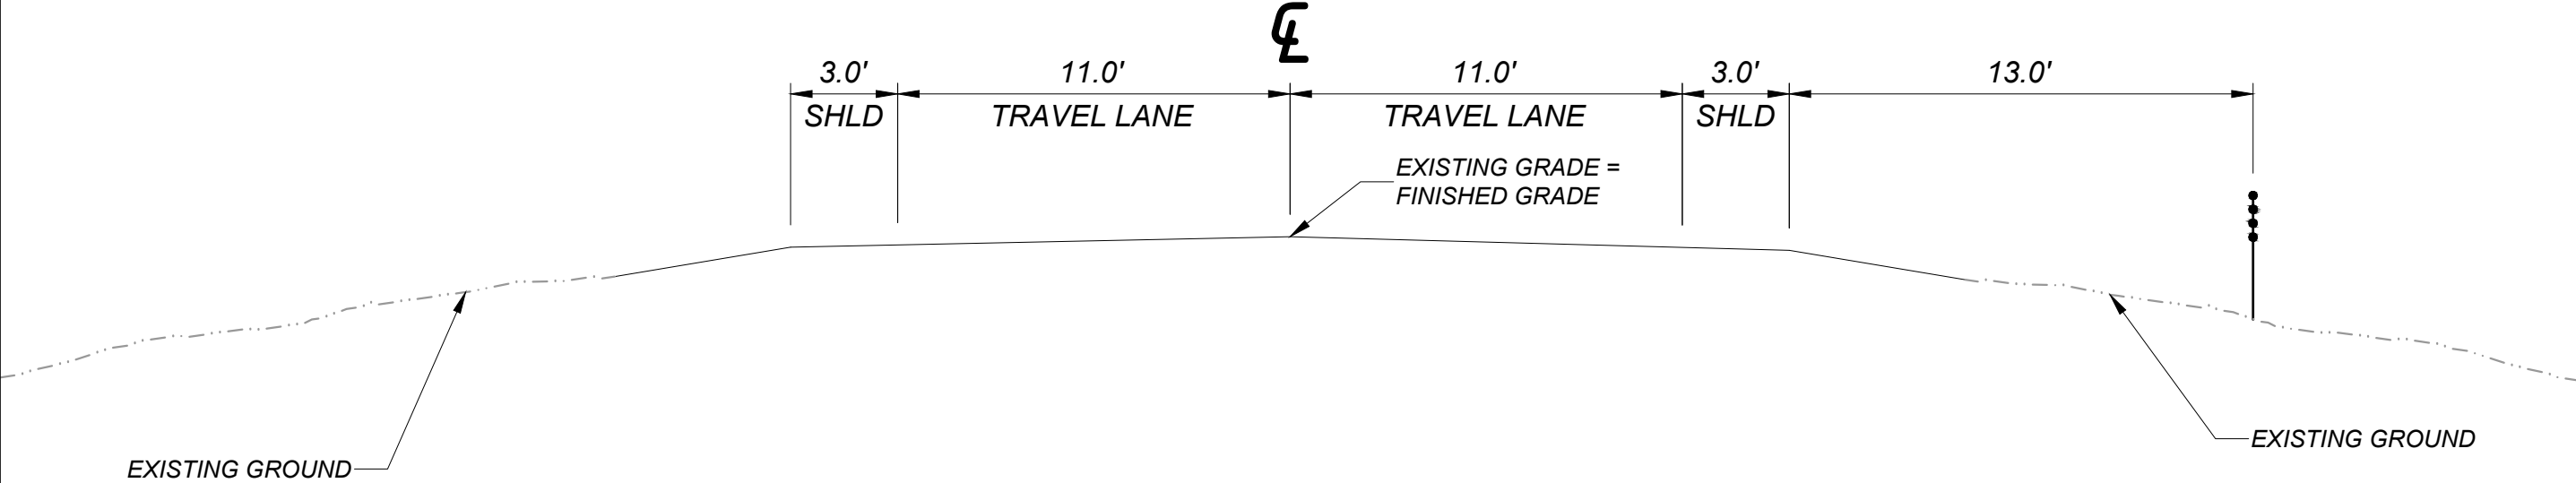 ℄
3.0'
11.0'
11.0'
3.0'
13.0'
SHLD
TRAVEL LANE
TRAVEL LANE
SHLD
EXISTING GRADE =
FINISHED GRADE
EXISTING GROUND
EXISTING GROUND